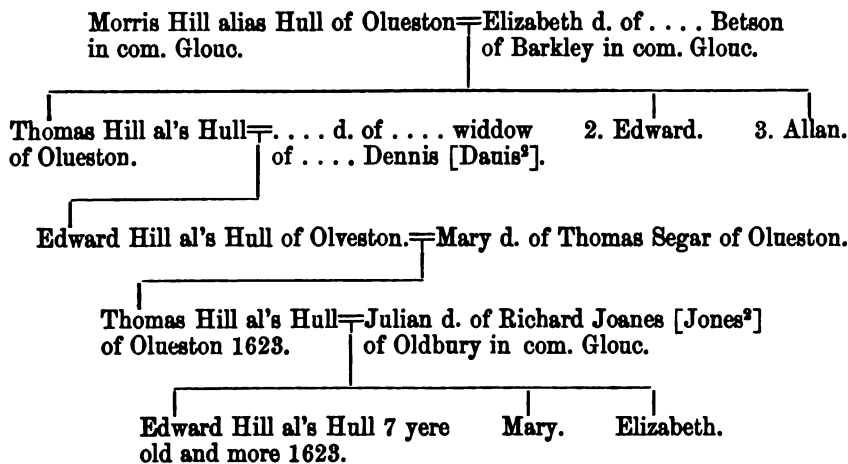 Morris Hill alias Hull of Olueston=Elizabeth d. of .... Betson
in com. Glouc. of Barkley in com. Glouc.
Thomas Hill al's Hull=.... d. of .... widdow 2. Edward. 3. Allan.
of Olueston. of .... Dennis [Dauis²].
Edward Hill al's Hull of Olveston.=Mary d. of Thomas Segar of Olueston.
Thomas Hill al's Hull=Julian d. of Richard Joanes [Jones²]
of Olueston 1623. of Oldbury in com. Glouc.
Edward Hill al's Hull 7 yere Mary. Elizabeth.
old and more 1623.